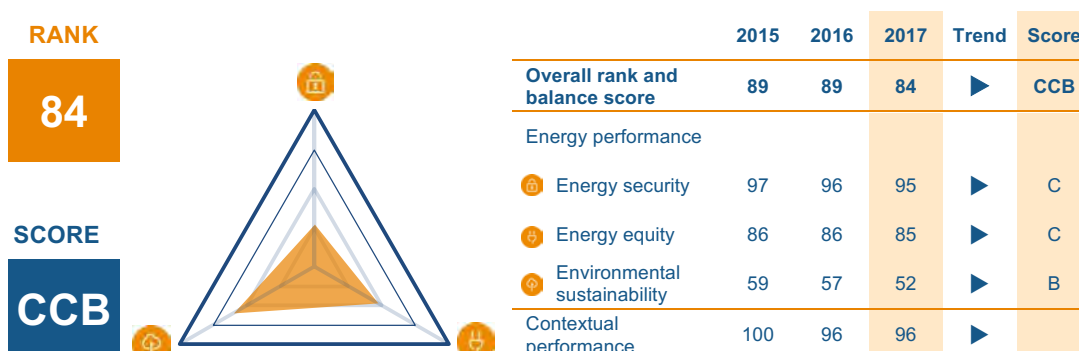 RANK
84
SCORE
CCB
2015 2016 2017 Trend Score
Overall rank and
balance score 89 89 84 CCB
Energy performance
Energy security 97 96 95 C
Energy equity 86 86 85 C
Environmental
sustainability 59 57 52 B
Contextual
performance 100 96 96